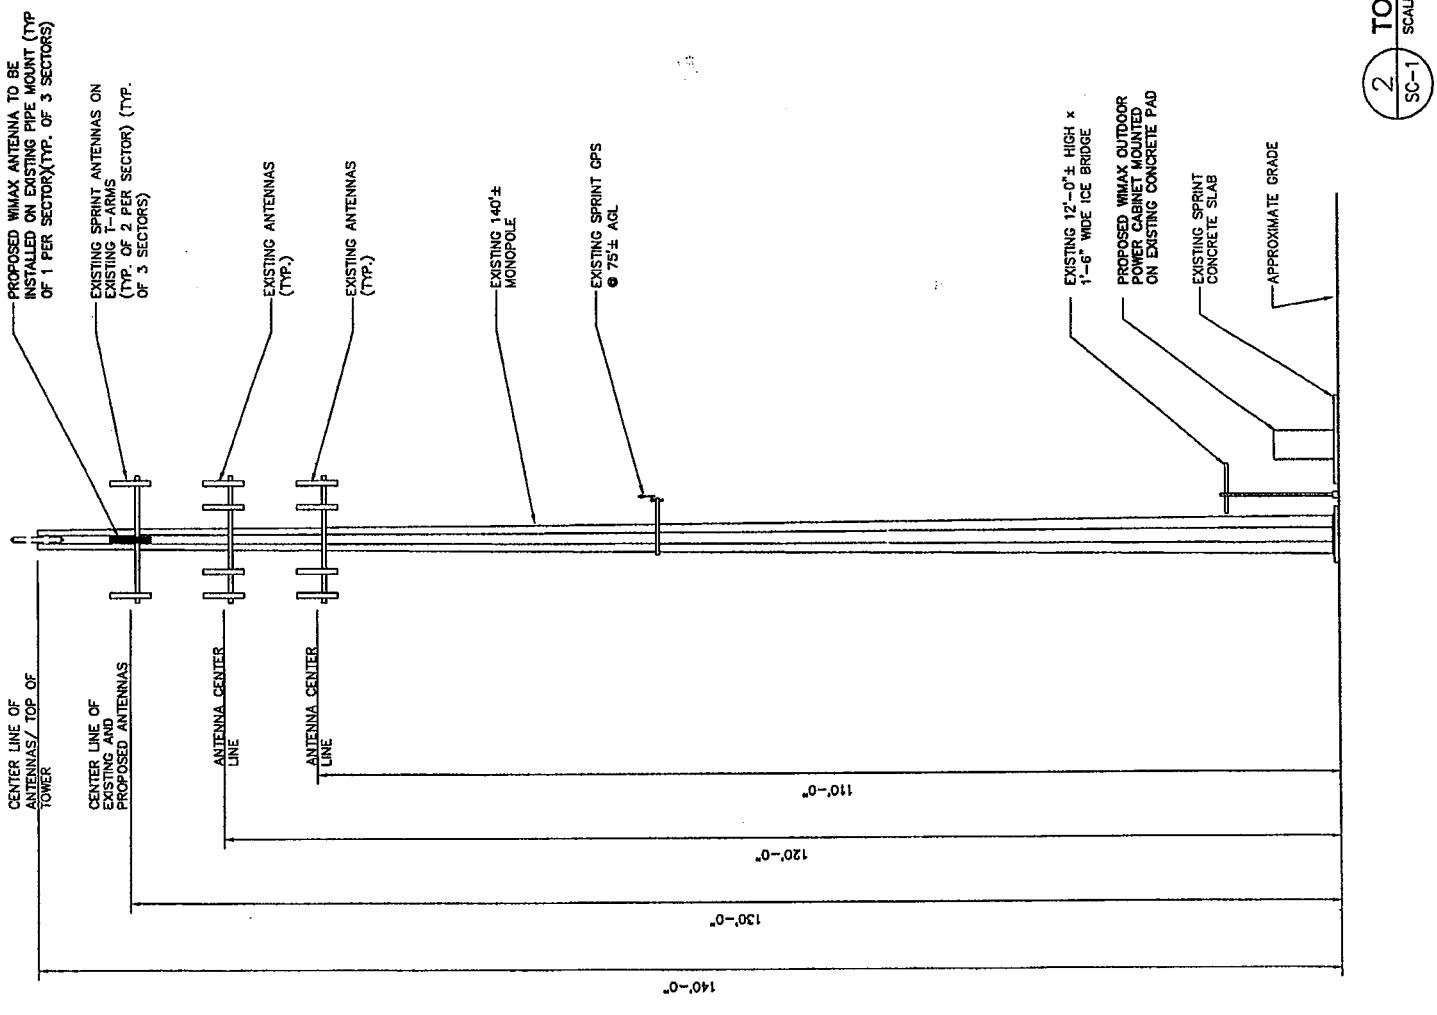 PROPOSED WIMAX ANTENNA TO BE
INSTALLED ON EXISTING PIPE MOUNT (TYP
OF 1 PER SECTOR)(TYP. OF 3 SECTORS)
EXISTING SPRINT ANTENNAS ON
EXISTING T-ARMS
(TYP. OF 2 PER SECTOR) (TYP.
OF 3 SECTORS)
EXISTING ANTENNAS
(TYP.)
EXISTING ANTENNAS
(TYP.)
EXISTING 140'±
MONOPOLE
EXISTING SPRINT GPS
@ 75'± AGL
EXISTING 12'-0"± HIGH x
1'-6" WIDE ICE BRIDGE
PROPOSED WIMAX OUTDOOR
POWER CABINET MOUNTED
ON EXISTING CONCRETE PAD
EXISTING SPRINT
CONCRETE SLAB
APPROXIMATE GRADE
CENTER LINE OF
ANTENNAS/ TOP OF
TOWER
CENTER LINE OF
EXISTING AND
PROPOSED ANTENNAS
ANTENNA CENTER
LINE
ANTENNA CENTER
LINE
110'-0"
120'-0"
130'-0"
140'-0"
2
SC-1
TO
SCAL